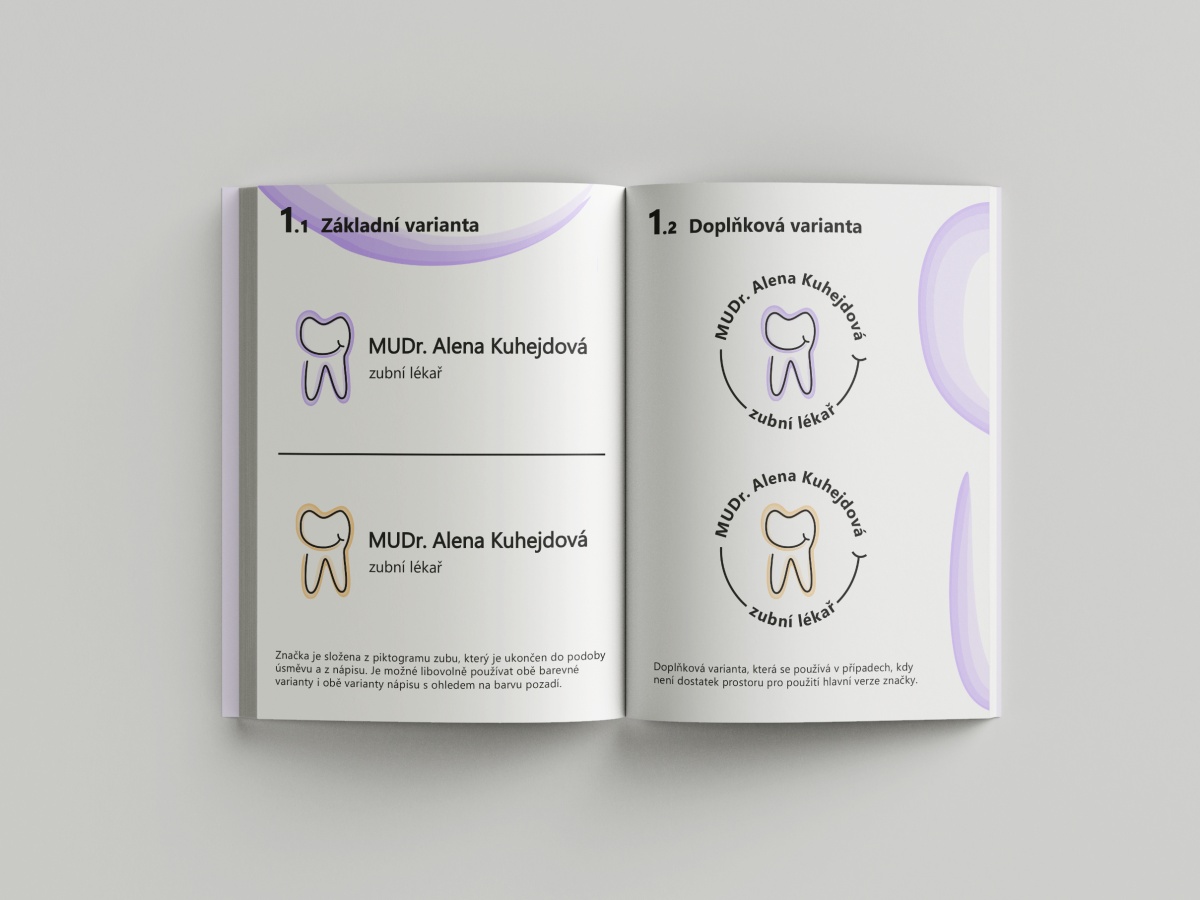 1.1 Základní varianta
MUDr. Alena Kuhejdová
zubní lékař
MUDr. Alena Kuhejdová
zubní lékař
Značka je složena z piktogramu zubu, který je ukončen do podoby
úsměvu a z nápisu. Je možné libovolně používat obě barevné
varianty i obě varianty nápisu s ohledem na barvu pozadí.
1.2 Doplňková varianta
MUDr. Alena Kuhejdová
zubní lékař
MUDr. Alena Kuhejdová
zubní lékař
Doplňková varianta, která se používá v případech, kdy
není dostatek prostoru pro použití hlavní verze značky.